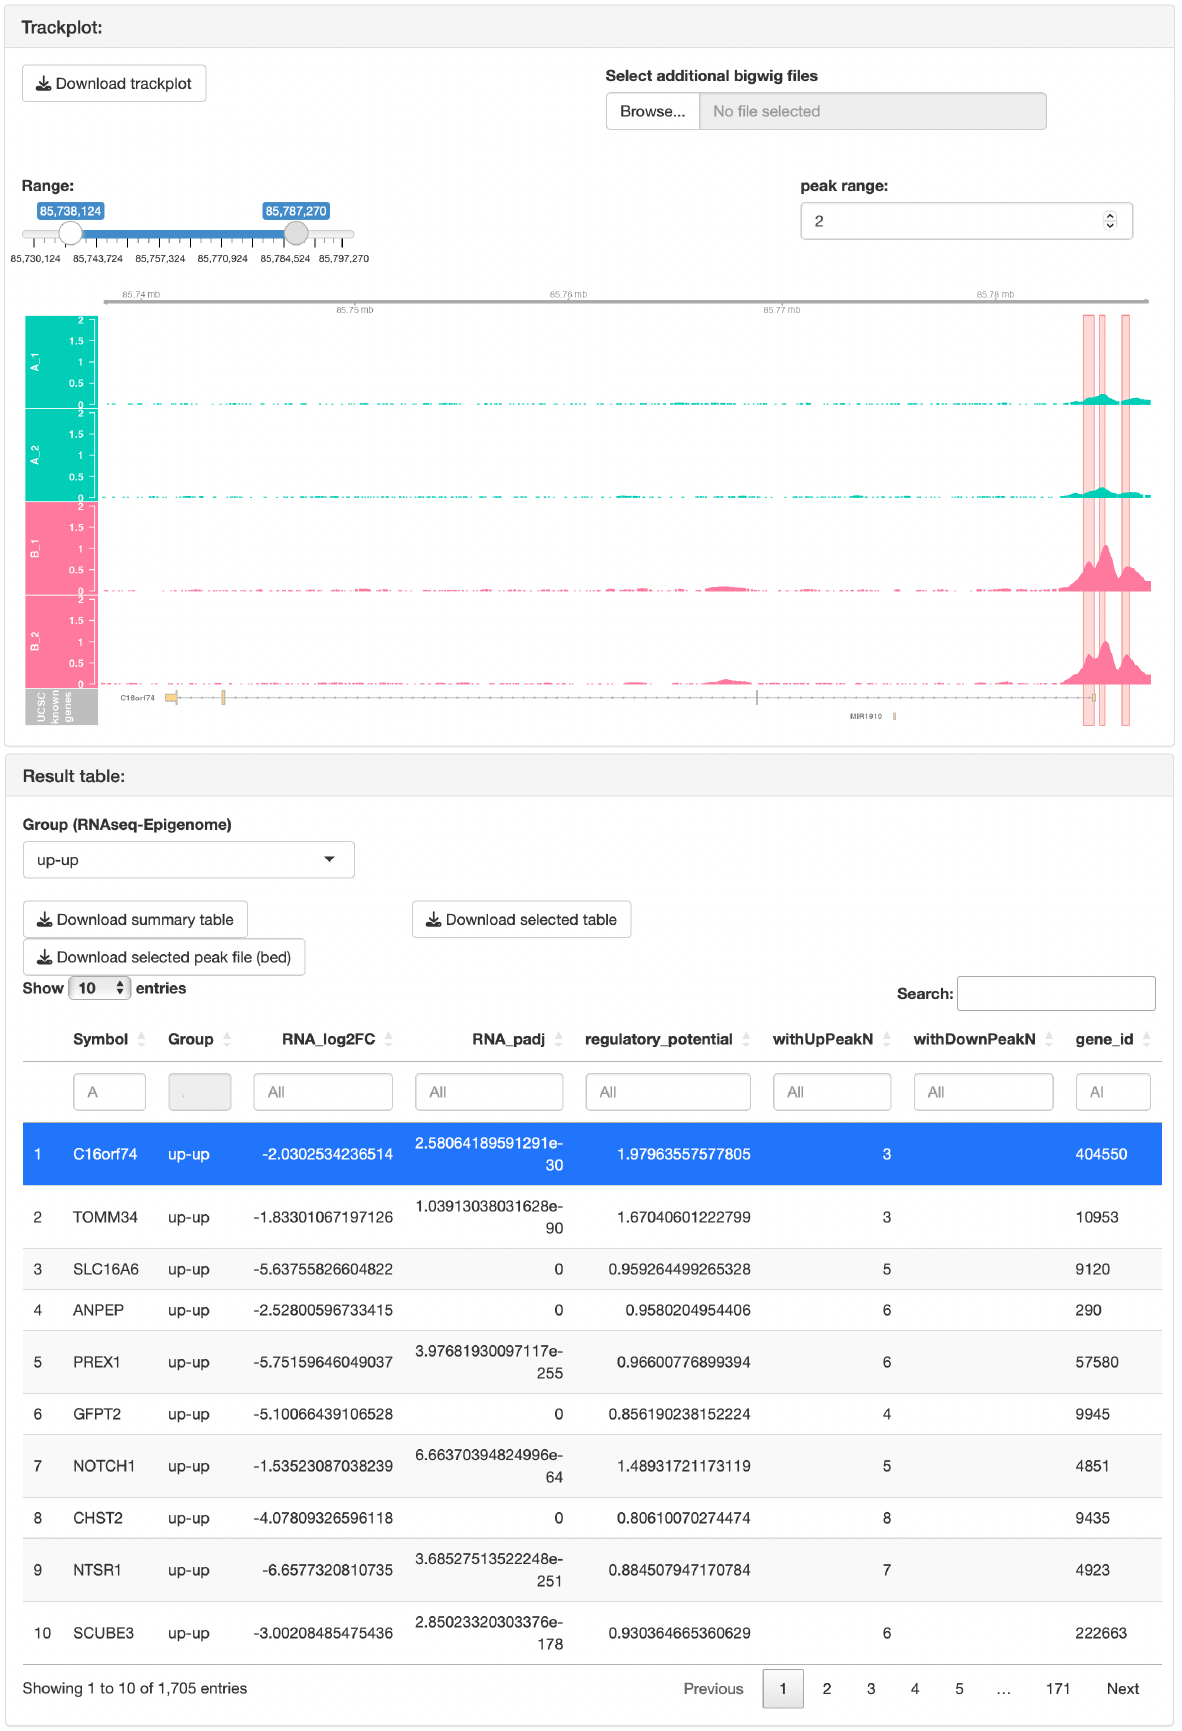 Trackplot:
Download trackplot
Select additional bigwig files
Browse... No file selected
Range:
peak range:
85,738,124 85,787,270
2
85,730,124 85,743,724 85,757,324 85,770,924 85,784,524 85,797,270
85.74 mb 85.76 mb 85.78 mb
85.75 mb 85.77 mb
A_1
2
1.5
1
0.5
0
A_2
2
1.5
1
0.5
0
B_1
2
1.5
1
0.5
0
B_2
2
1.5
1
0.5
0
UCSC
known
genes
C16orf74
MIR1910
Result table:
Group (RNAseq-Epigenome)
up-up
Download summary table Download selected table
Download selected peak file (bed)
Show 10 entries
Search:
Symbol Group RNA_log2FC RNA_padj regulatory_potential withUpPeakN withDownPeakN gene_id
A All All All All All Al
1 C16orf74 up-up -2.0302534236514 2.58064189591291e-30 1.97963557577805 3 404550
2 TOMM34 up-up -1.83301067197126 1.03913038031628e-90 1.67040601222799 3 10953
3 SLC16A6 up-up -5.63755826604822 0 0.959264499265328 5 9120
4 ANPEP up-up -2.52800596733415 0 0.9580204954406 6 290
5 PREX1 up-up -5.75159646049037 3.97681930097117e-255 0.96600776899394 6 57580
6 GFPT2 up-up -5.10066439106528 0 0.856190238152224 4 9945
7 NOTCH1 up-up -1.53523087038239 6.66370394824996e-64 1.48931721173119 5 4851
8 CHST2 up-up -4.07809326596118 0 0.80610070274474 8 9435
9 NTSR1 up-up -6.6577320810735 3.68527513522248e-251 0.884507947170784 7 4923
10 SCUBE3 up-up -3.00208485475436 2.85023320303376e-178 0.930364665360629 6 222663
Showing 1 to 10 of 1,705 entries
Previous 1 2 3 4 5 ... 171 Next